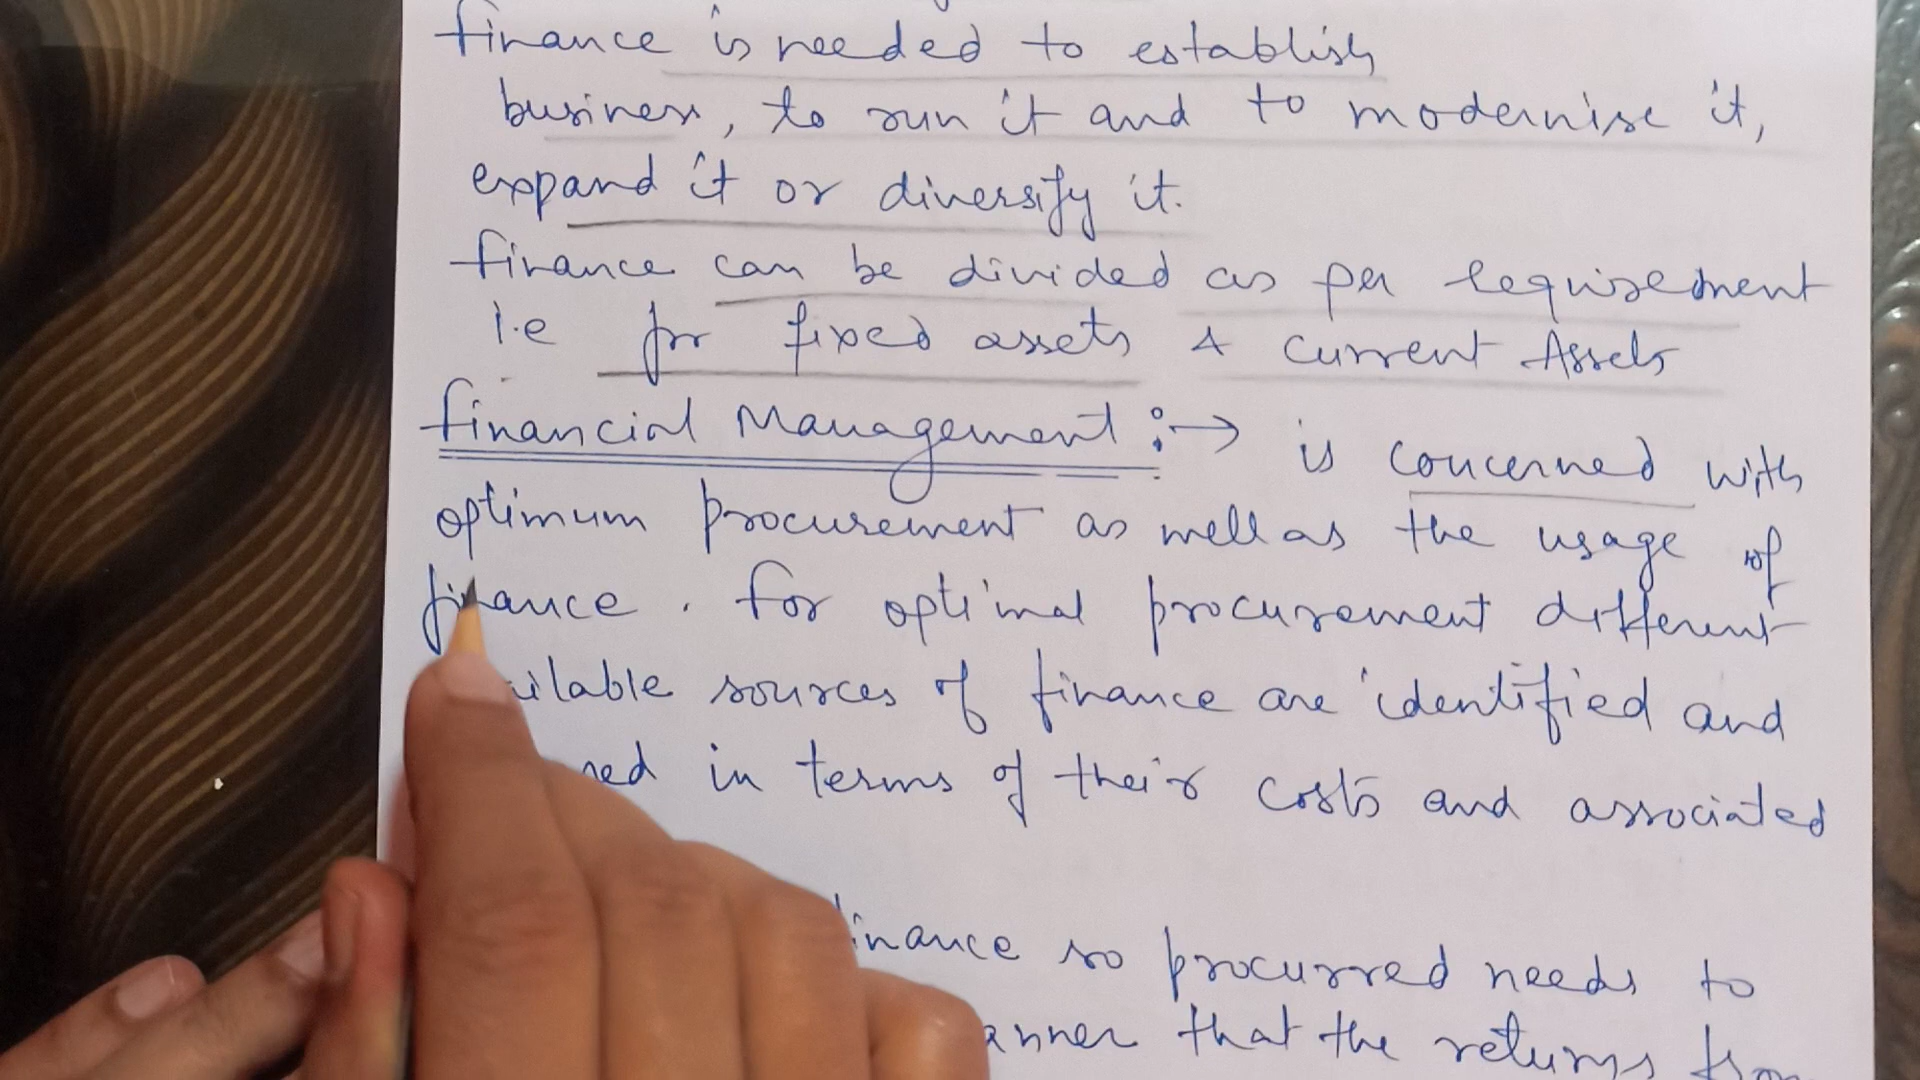 finance is needed to establish
business, to run it and to modernise it,
expand it or diversify it.
finance can be divided as per requirement
i.e for fixed assets & current Assets
financial Management :→ is concerned with
optimum procurement as well as the usage of
finance. for optimal procurement different
sources of finance are identified and
in terms of their costs and associated
so procurred needs to
that the returns from